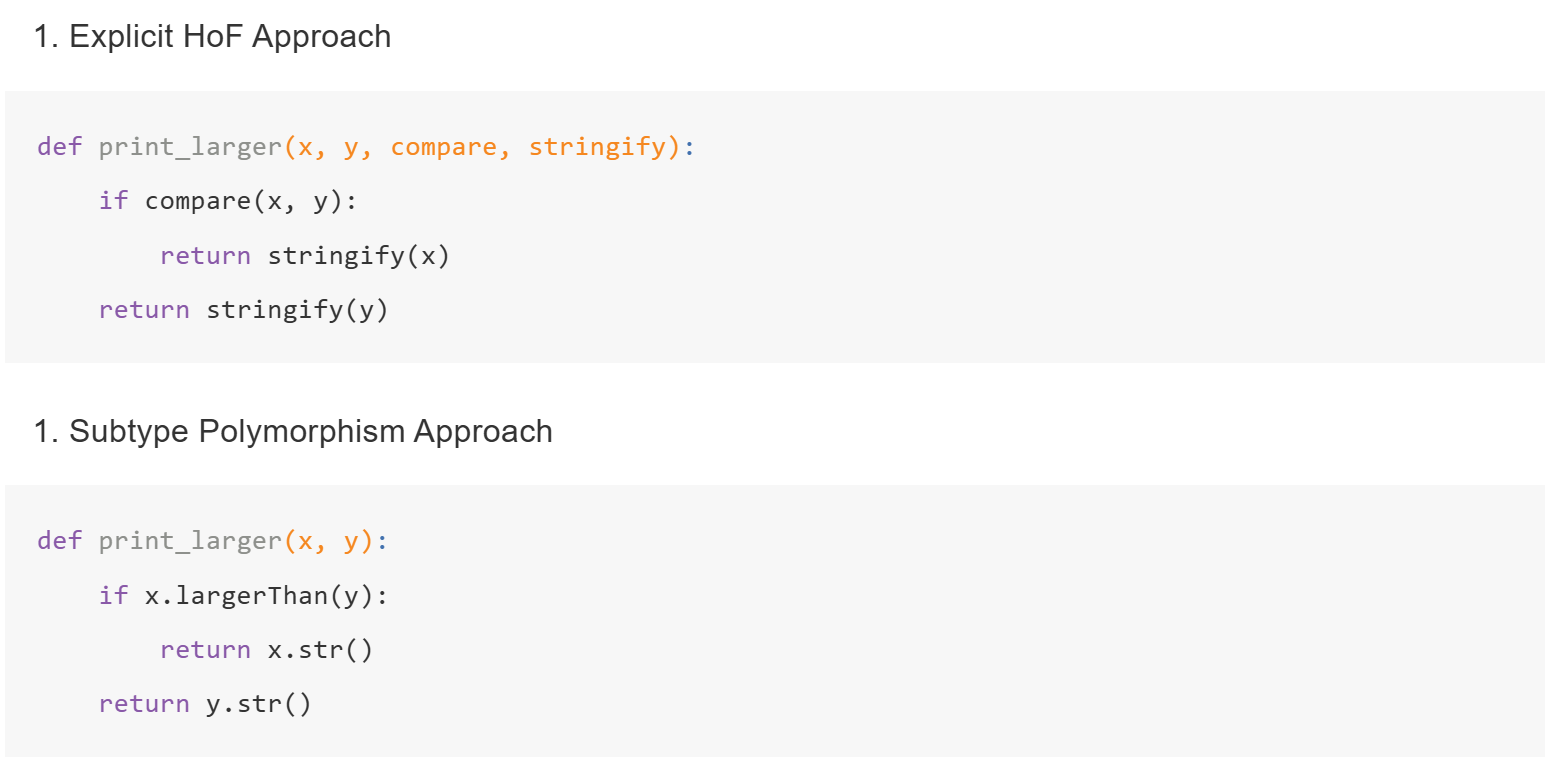 1. Explicit HoF Approach
def print_larger(x, y, compare, stringify):
    if compare(x, y):
        return stringify(x)
    return stringify(y)
1. Subtype Polymorphism Approach
def print_larger(x, y):
    if x.largerThan(y):
        return x.str()
    return y.str()